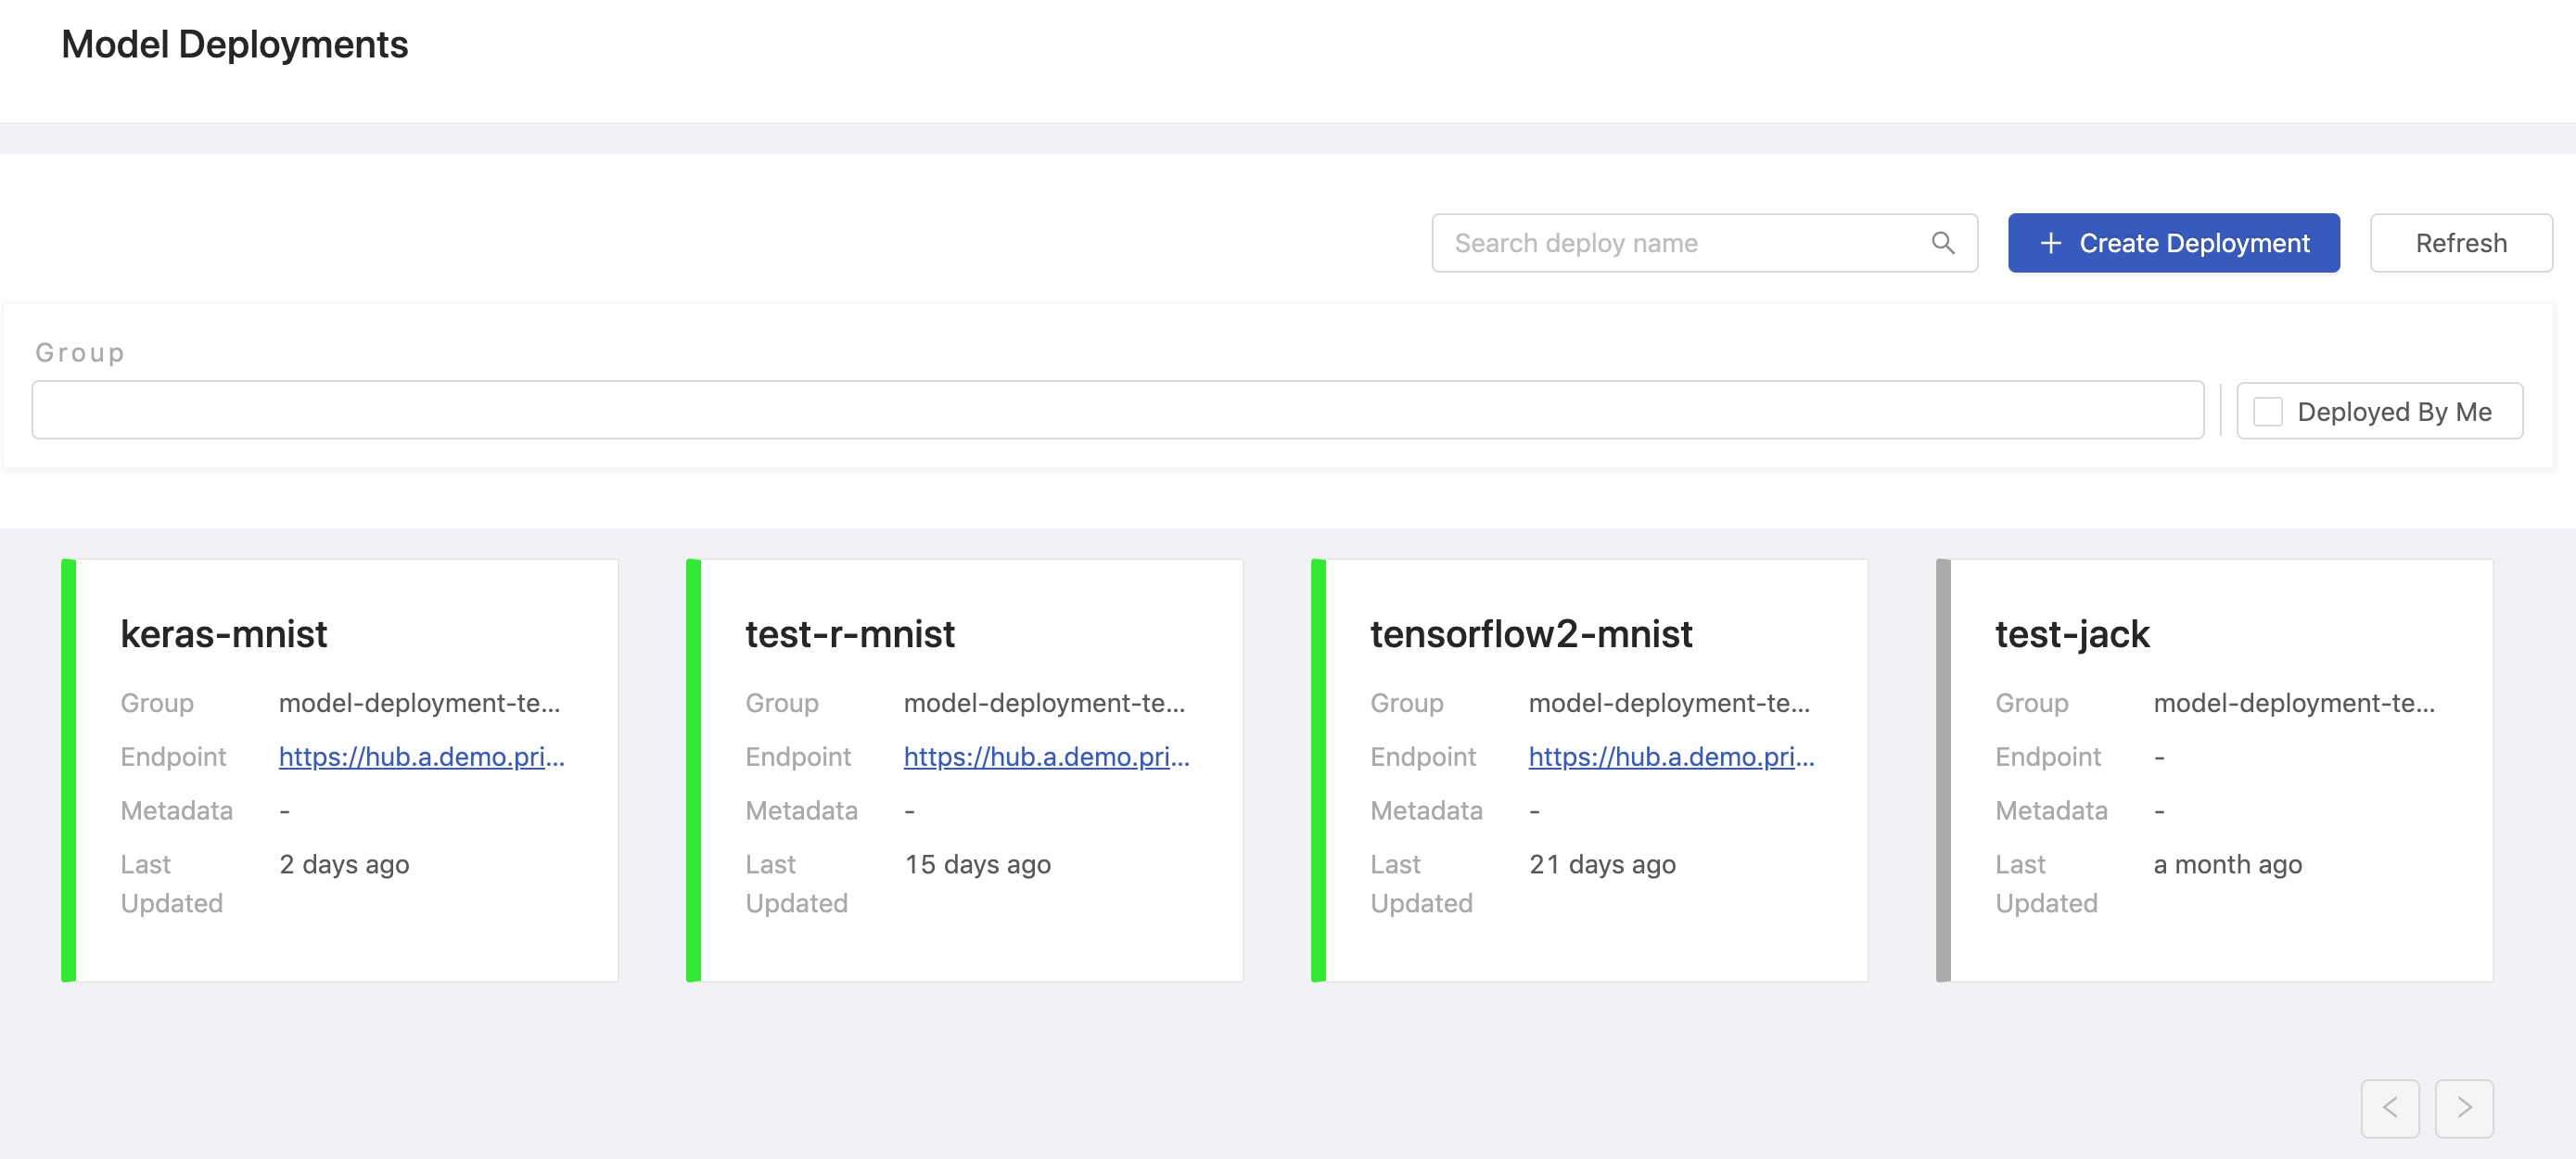 Model Deployments
Search deploy name
+ Create Deployment
Refresh
Group
Deployed By Me
keras-mnist
Group model-deployment-te...
Endpoint https://hub.a.demo.pri...
Metadata -
Last Updated 2 days ago
test-r-mnist
Group model-deployment-te...
Endpoint https://hub.a.demo.pri...
Metadata -
Last Updated 15 days ago
tensorflow2-mnist
Group model-deployment-te...
Endpoint https://hub.a.demo.pri...
Metadata -
Last Updated 21 days ago
test-jack
Group model-deployment-te...
Endpoint -
Metadata -
Last Updated a month ago